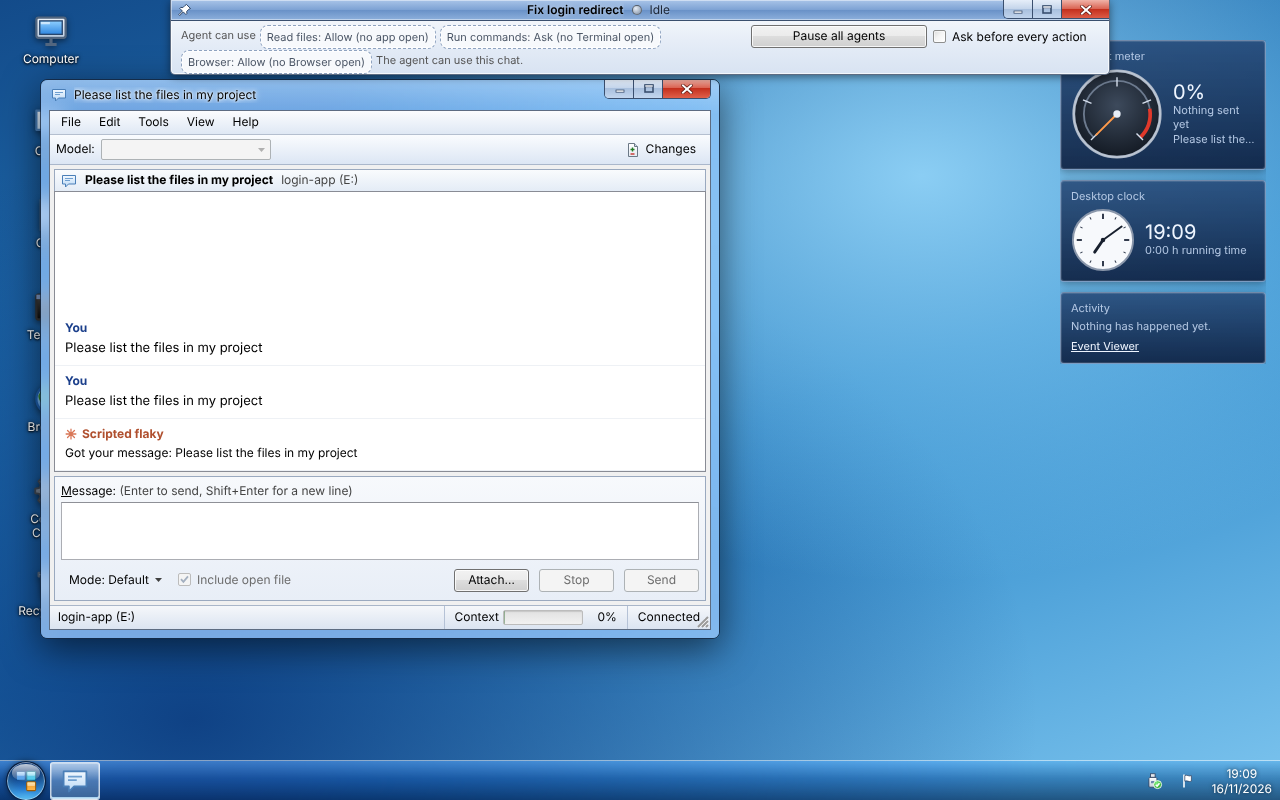 Fix login redirect Idle
Agent can use Read files: Allow (no app open) Run commands: Ask (no Terminal open)
Browser: Allow (no Browser open) The agent can use this chat.
Pause all agents Ask before every action
Computer
Please list the files in my project
File Edit Tools View Help
Model: Changes
Please list the files in my project login-app (E:)
You
Please list the files in my project
You
Please list the files in my project
Scripted flaky
Got your message: Please list the files in my project
Message: (Enter to send, Shift+Enter for a new line)
Mode: Default Include open file Attach... Stop Send
login-app (E:) Context 0% Connected
meter
0%
Nothing sent
yet
Please list the...
Desktop clock
19:09
0:00 h running time
Activity
Nothing has happened yet.
Event Viewer
19:09
16/11/2026